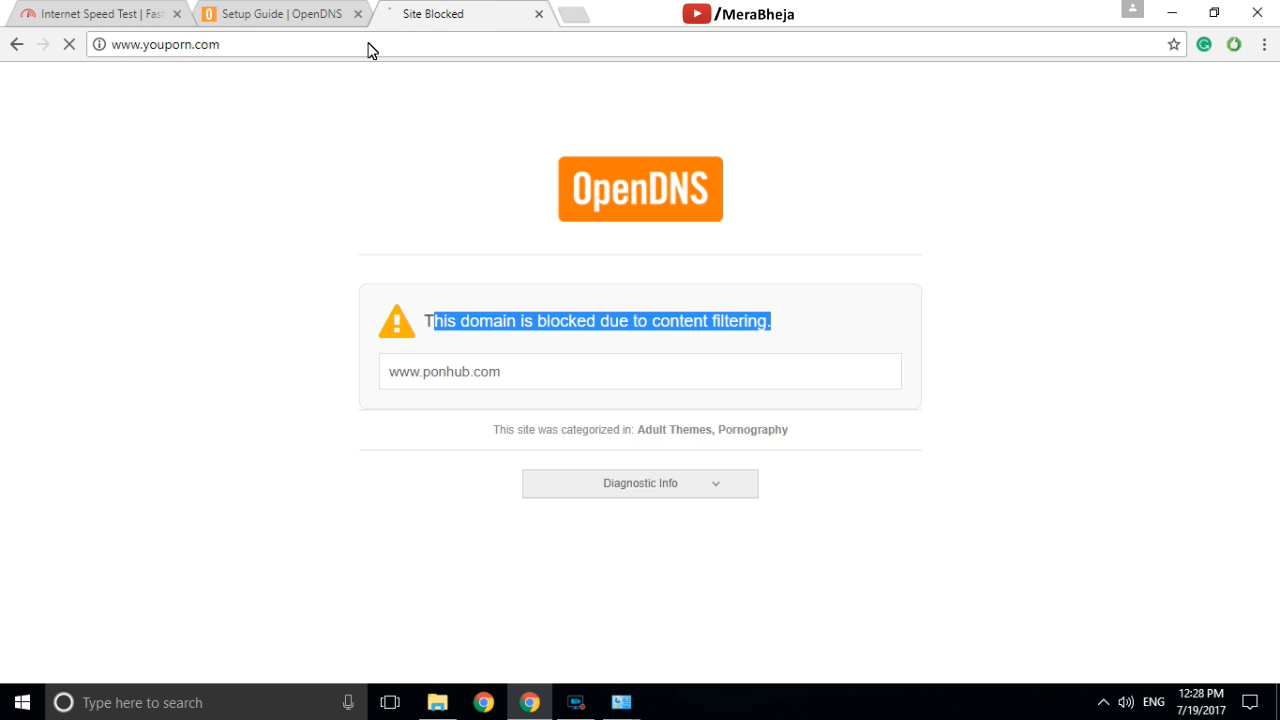 Internet Speed Test | Fas
Setup Guide | OpenDNS
Site Blocked
/MeraBheja
www.youporn.com
OpenDNS
This domain is blocked due to content filtering.
www.ponhub.com
This site was categorized in: Adult Themes, Pornography
Diagnostic Info
Type here to search
ENG
12:28 PM
7/19/2017